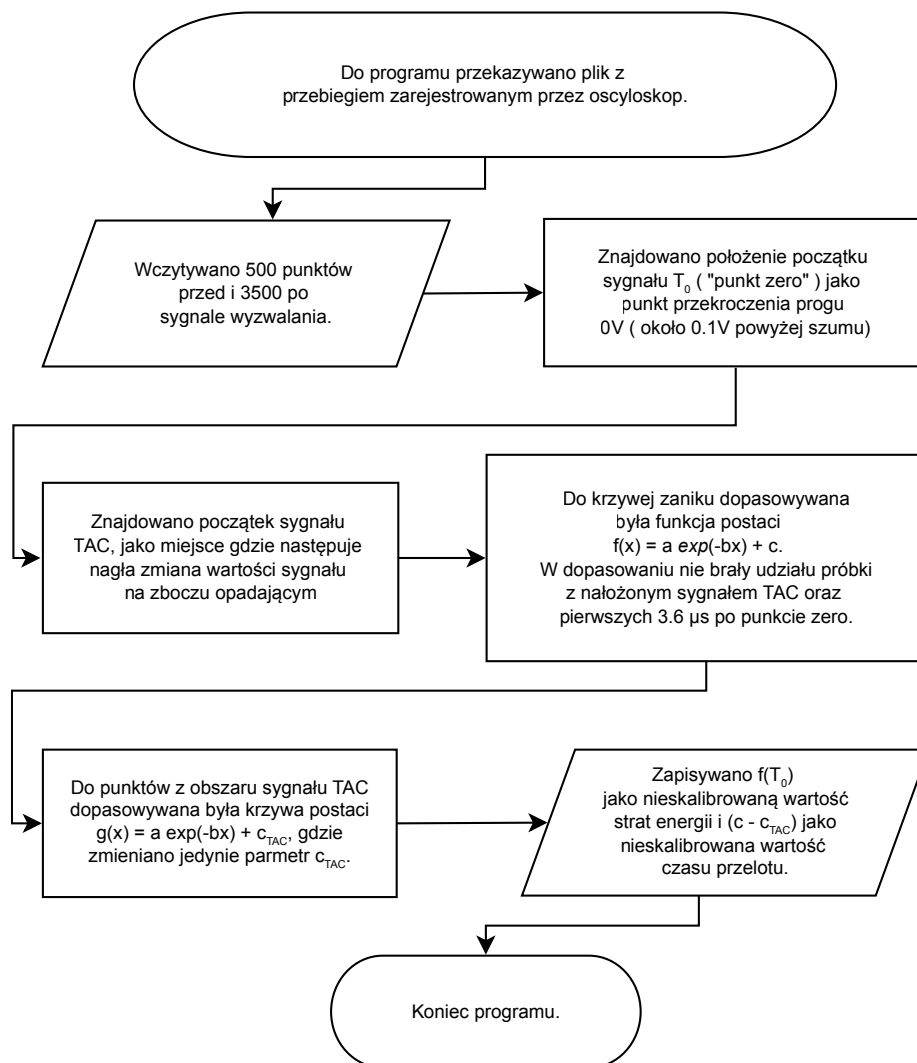 Do programu przekazywano plik z
przebiegiem zarejestrowanym przez oscyloskop.
Wczytywano 500 punktów
przed i 3500 po
sygnale wyzwalania.
Znajdowano położenie początku
sygnału T₀ ( "punkt zero" ) jako
punkt przekroczenia progu
0V ( około 0.1V powyżej szumu)
Znajdowano początek sygnału
TAC, jako miejsce gdzie następuje
nagła zmiana wartości sygnału
na zboczu opadającym
Do krzywej zaniku dopasowywana
była funkcja postaci
f(x) = a exp(-bx) + c.
W dopasowaniu nie brały udziału próbki
z nałożonym sygnałem TAC oraz
pierwszych 3.6 µs po punkcie zero.
Do punktów z obszaru sygnału TAC
dopasowywana była krzywa postaci
g(x) = a exp(-bx) + c_TAC, gdzie
zmieniano jedynie parmetr c_TAC.
Zapisywano f(T₀)
jako nieskalibrowaną wartość
strat energii i (c - c_TAC) jako
nieskalibrowana wartość
czasu przelotu.
Koniec programu.